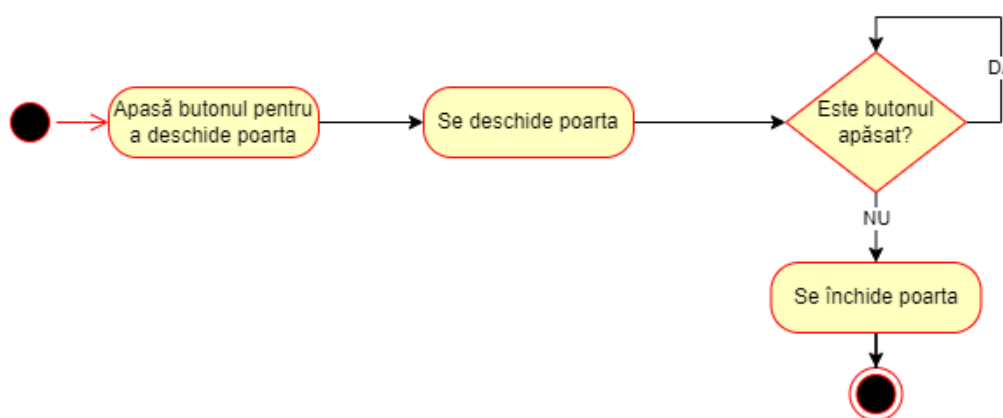 Apasă butonul pentru
a deschide poarta
Se deschide poarta
Este butonul
apăsat?
NU
Se închide poarta